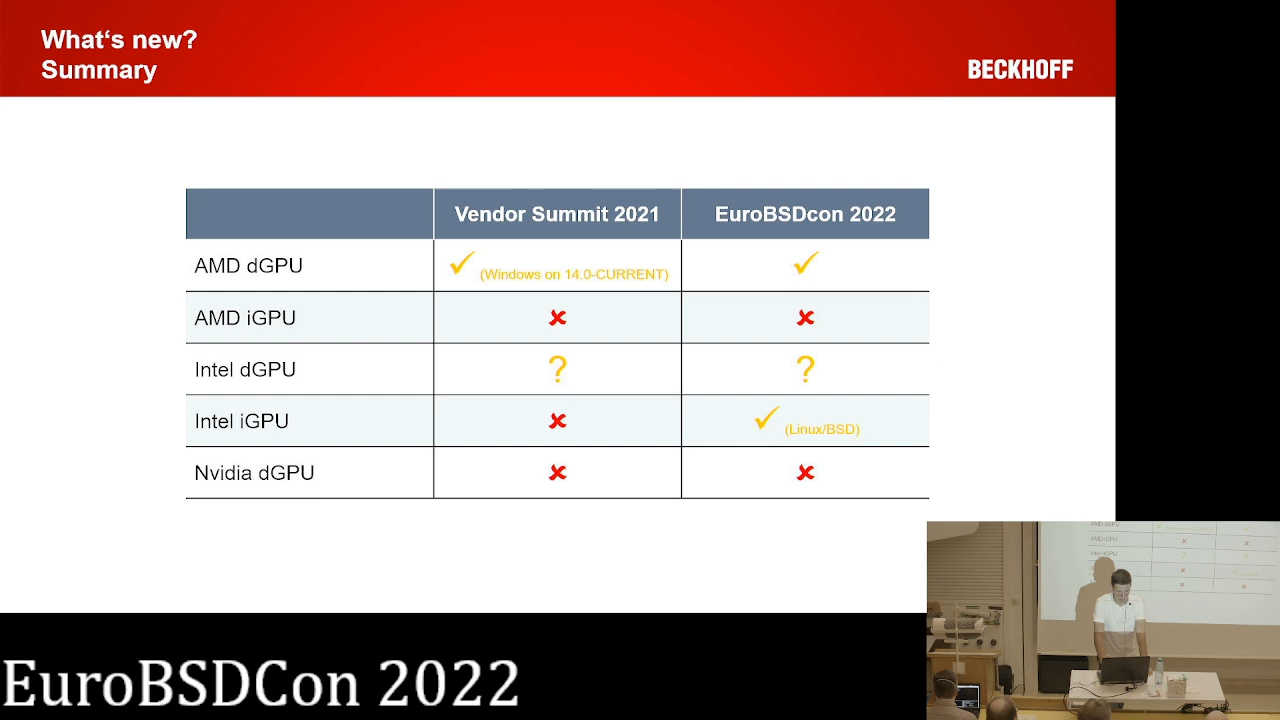 What's new?
Summary
BECKHOFF
Vendor Summit 2021 EuroBSDcon 2022
AMD dGPU ✓ (Windows on 14.0-CURRENT) ✓
AMD iGPU ✘ ✘
Intel dGPU ? ?
Intel iGPU ✘ ✓ (Linux/BSD)
Nvidia dGPU ✘ ✘
EuroBSDCon 2022